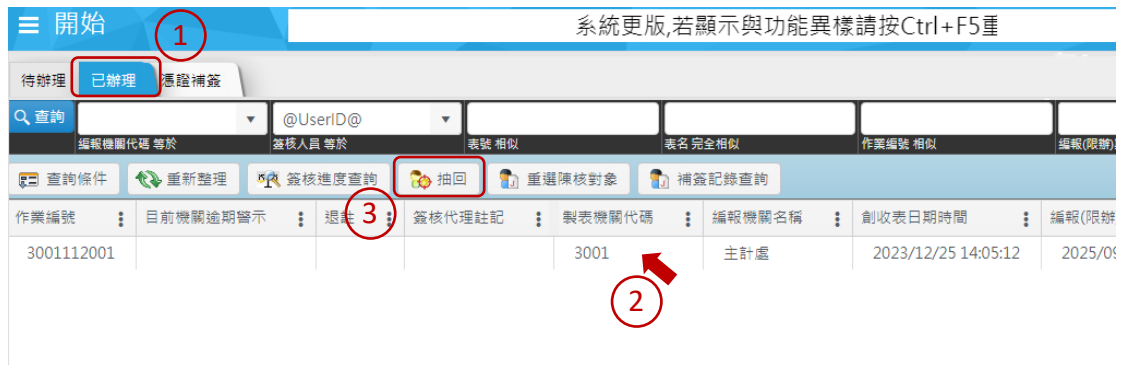 開始
系統更版,若顯示與功能異樣請按Ctrl+F5重
1
待辦理 已辦理 憑證補簽
查詢 @UserID@
編報機關代碼 等於 簽核人員 等於 表號 相似 表名 完全相似 作業編號 相似 編報(限辦)
查詢條件 重新整理 簽核進度查詢 抽回 重選陳核對象 補簽記錄查詢
3
作業編號 目前機關逾期警示 退註 簽核代理註記 製表機關代碼 編報機關名稱 創收表日期時間 編報(限辦
3001112001 3001 主計處 2023/12/25 14:05:12 2025/09
2